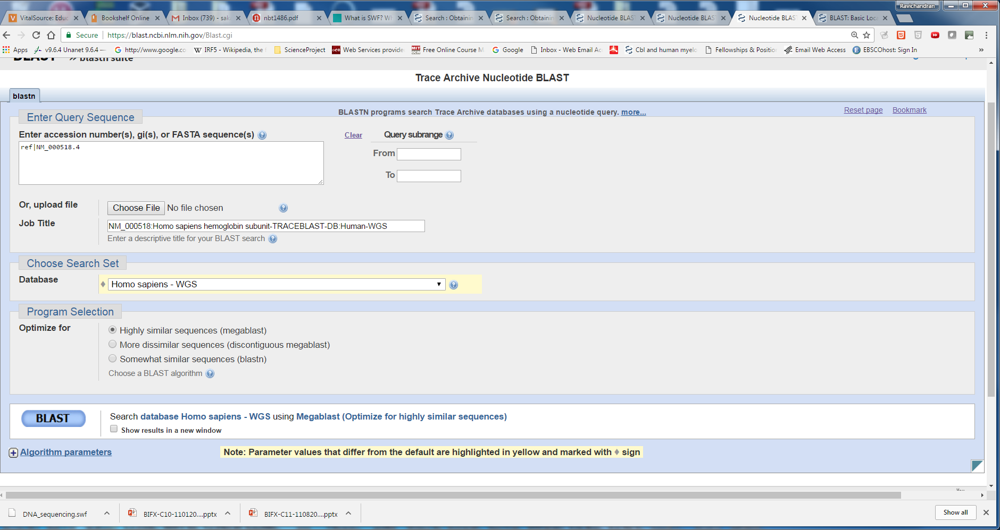 Ravichandran
VitalSource: Educ
Bookshelf Online
Inbox (739) - sak
nbt1486.pdf
What is SWF? Wh
Search : Obtainin
Search : Obtainin
Nucleotide BLAS
Nucleotide BLAS
Nucleotide BLAS
BLAST: Basic Loca
Secure
https://blast.ncbi.nlm.nih.gov/Blast.cgi
Apps
v9.6.4 Unanet 9.6.4 —
http://www.google.co
IRF5 - Wikipedia, the
ScienceProject
Web Services provide
Free Online Course M
Google
Inbox - Web Email Ac
Cbl and human myelo
Fellowships & Positio
Email Web Access
EBSCOhost: Sign In
»
BLAST » blastn suite
Trace Archive Nucleotide BLAST
blastn
Enter Query Sequence
BLASTN programs search Trace Archive databases using a nucleotide query. more...
Reset page Bookmark
Enter accession number(s), gi(s), or FASTA sequence(s)
Clear
Query subrange
ref|NM_000518.4
From
To
Or, upload file
Choose File No file chosen
Job Title
NM_000518:Homo sapiens hemoglobin subunit-TRACEBLAST-DB:Human-WGS
Enter a descriptive title for your BLAST search
Choose Search Set
Database
Homo sapiens - WGS
Program Selection
Optimize for
Highly similar sequences (megablast)
More dissimilar sequences (discontiguous megablast)
Somewhat similar sequences (blastn)
Choose a BLAST algorithm
BLAST
Search database Homo sapiens - WGS using Megablast (Optimize for highly similar sequences)
Show results in a new window
Algorithm parameters
Note: Parameter values that differ from the default are highlighted in yellow and marked with ♦ sign
DNA_sequencing.swf
BIFX-C10-110120....pptx
BIFX-C11-110820....pptx
Show all